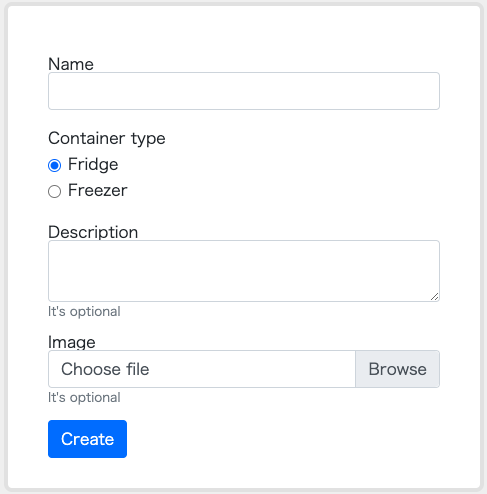 Name
Container type
Fridge
Freezer
Description
It's optional
Image
Choose file Browse
It's optional
Create